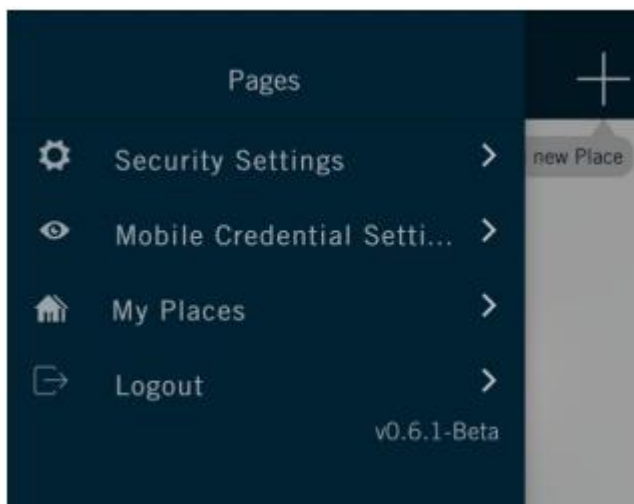 Pages
Security Settings
new Place
Mobile Credential Setti...
My Places
Logout
v0.6.1-Beta